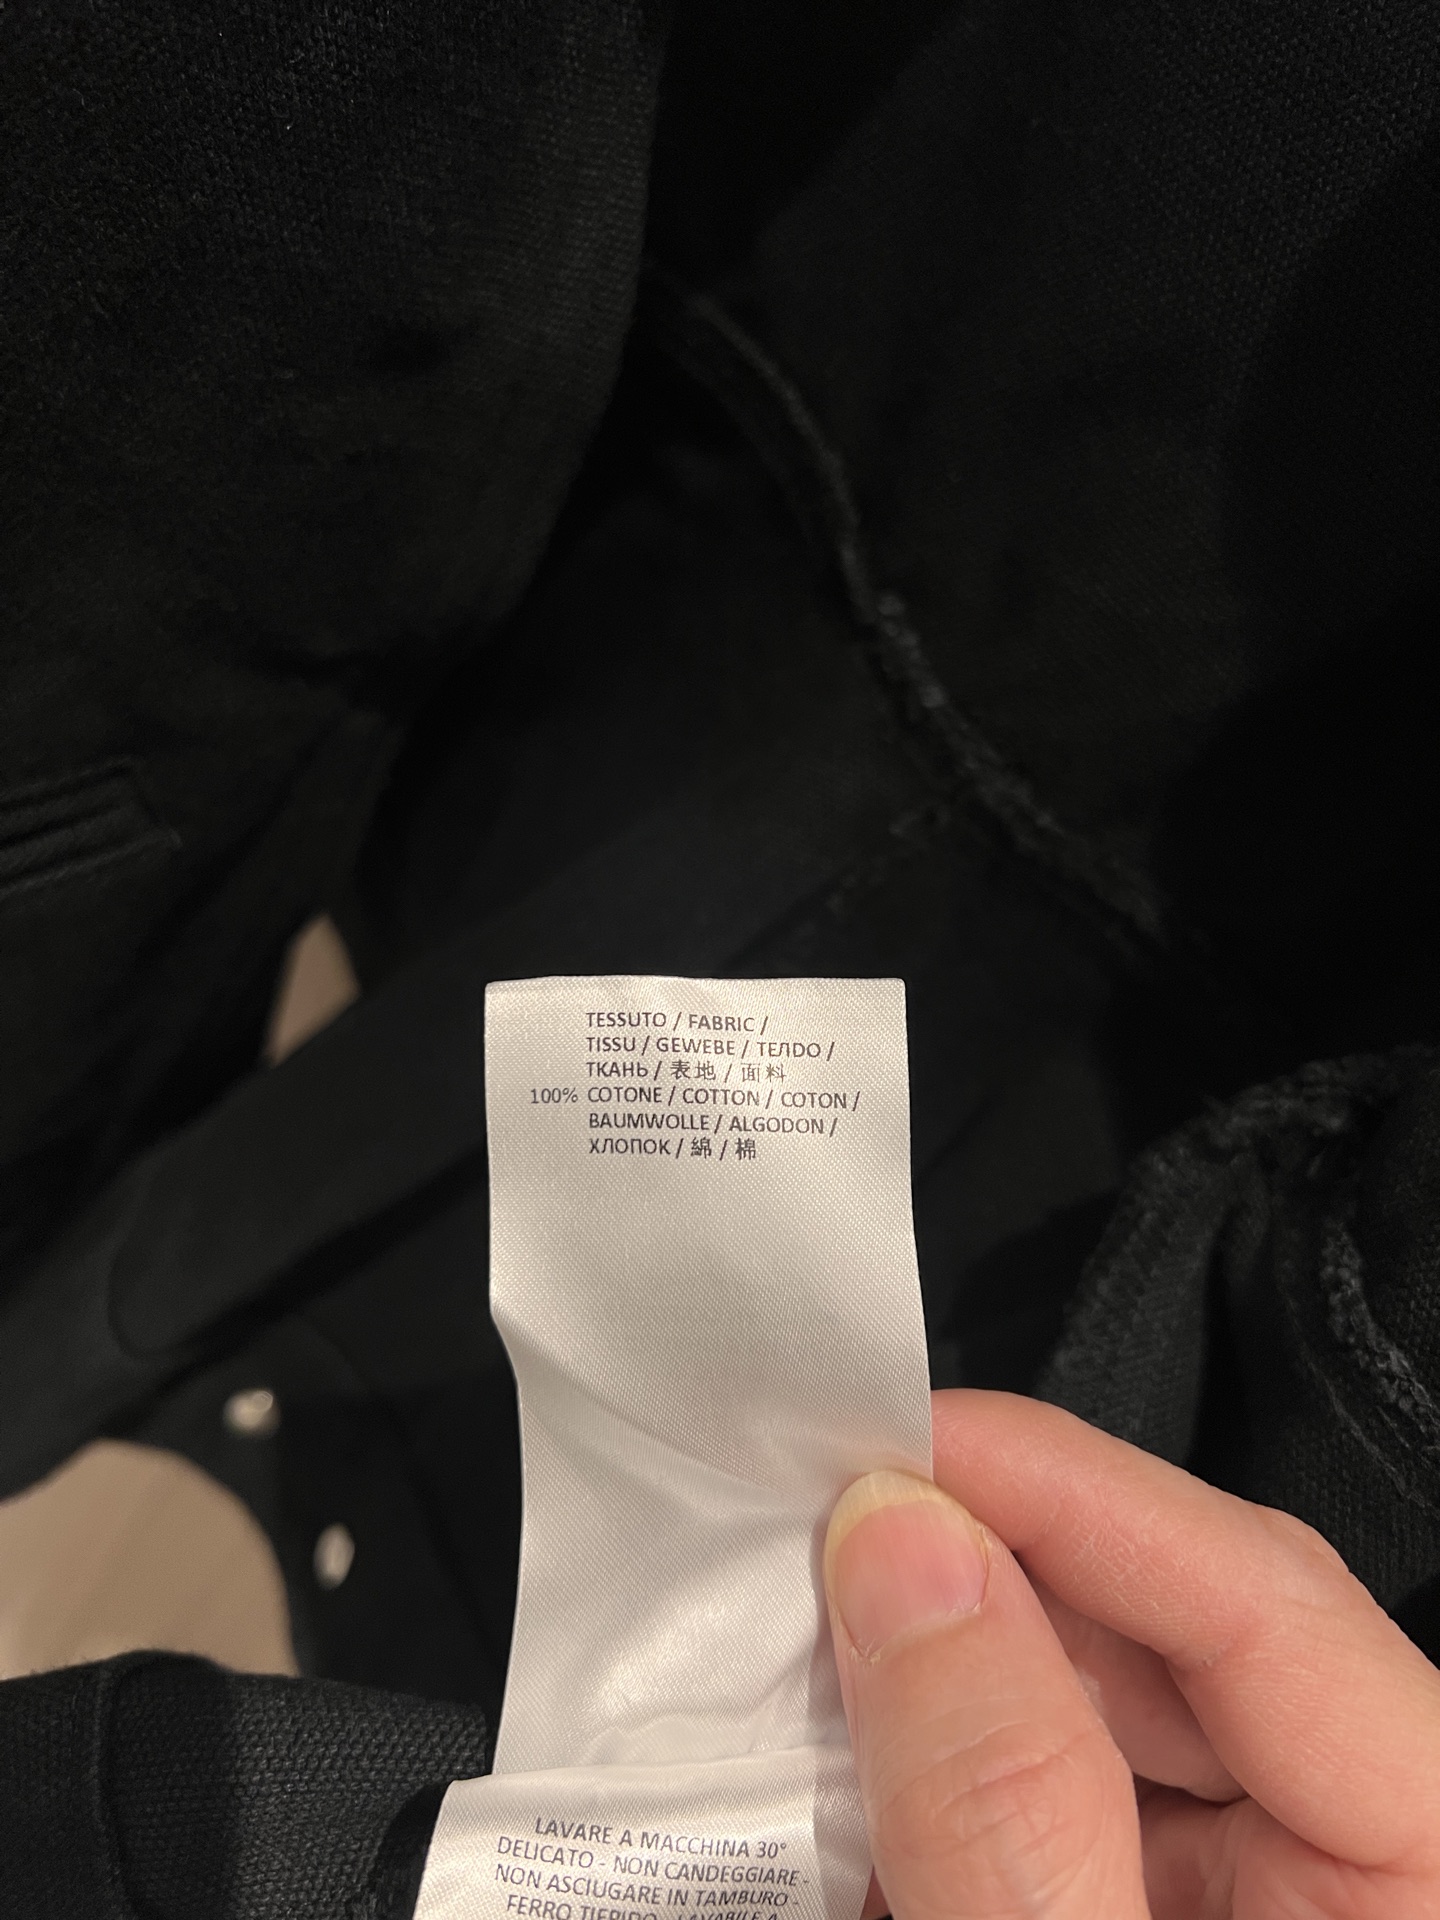 TESSUTO / FABRIC /
TISSU / GEWEBE / ТЕЛDO /
ТКАНЬ / 表地 / 面料
100% COTONE / COTTON / COTON /
BAUMWOLLE / ALGODON /
ХЛОПОК / 綿 / 棉
LAVARE A MACCHINA 30°
DELICATO - NON CANDEGGIARE -
NON ASCIUGARE IN TAMBURO -
FERRO TIEPIDO - LAVABILE A